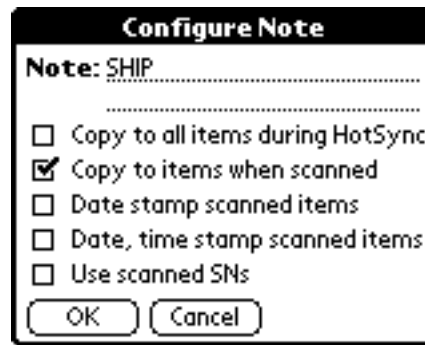 Configure Note
Note: SHIP
Copy to all items during HotSync
Copy to items when scanned
Date stamp scanned items
Date, time stamp scanned items
Use scanned SNs
OK Cancel